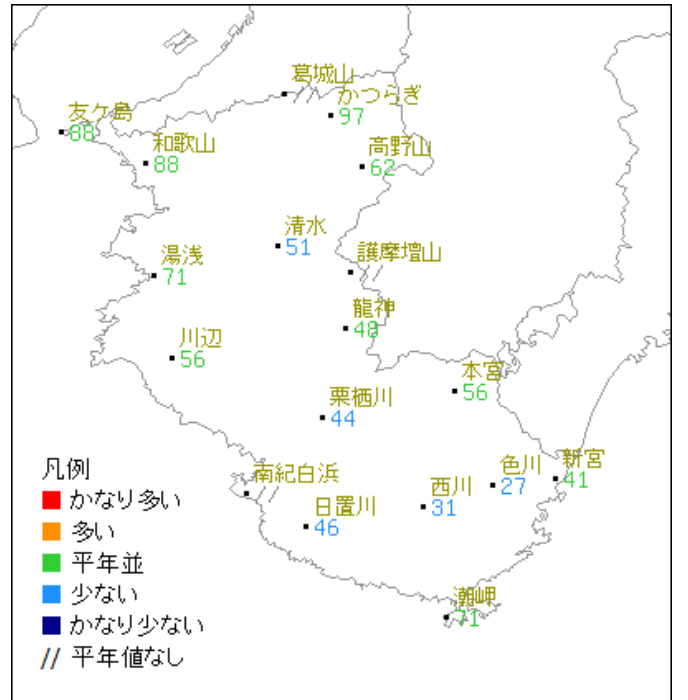 葛城山
//
かつらぎ
97
友ケ島
88
和歌山
88
高野山
62
清水
51
護摩壇山
//
湯浅
71
龍神
48
川辺
56
本宮
56
栗栖川
44
南紀白浜
//
日置川
46
西川
31
色川
27
新宮
41
潮岬
71
凡例
かなり多い
多い
平年並
少ない
かなり少ない
// 平年値なし